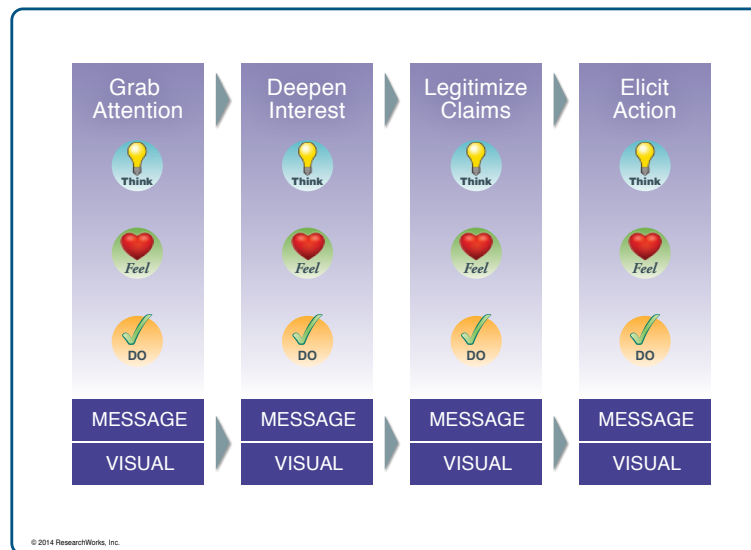 Grab
Attention
Think
Feel
DO
MESSAGE
VISUAL
Deepen
Interest
Think
Feel
DO
MESSAGE
VISUAL
Legitimize
Claims
Think
Feel
DO
MESSAGE
VISUAL
Elicit
Action
Think
Feel
DO
MESSAGE
VISUAL
© 2014 ResearchWorks, Inc.